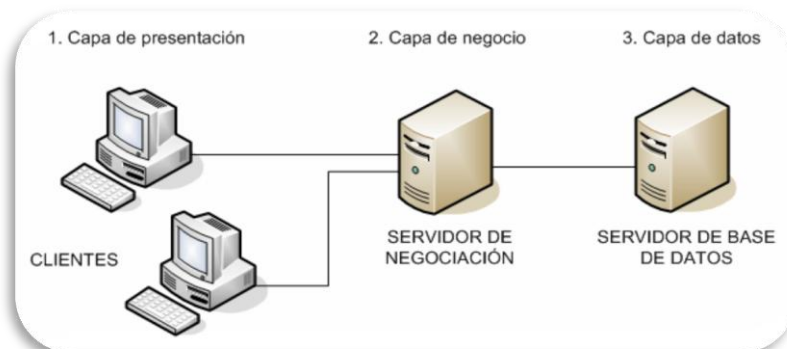 1. Capa de presentación
2. Capa de negocio
3. Capa de datos
CLIENTES
SERVIDOR DE
NEGOCIACIÓN
SERVIDOR DE BASE
DE DATOS